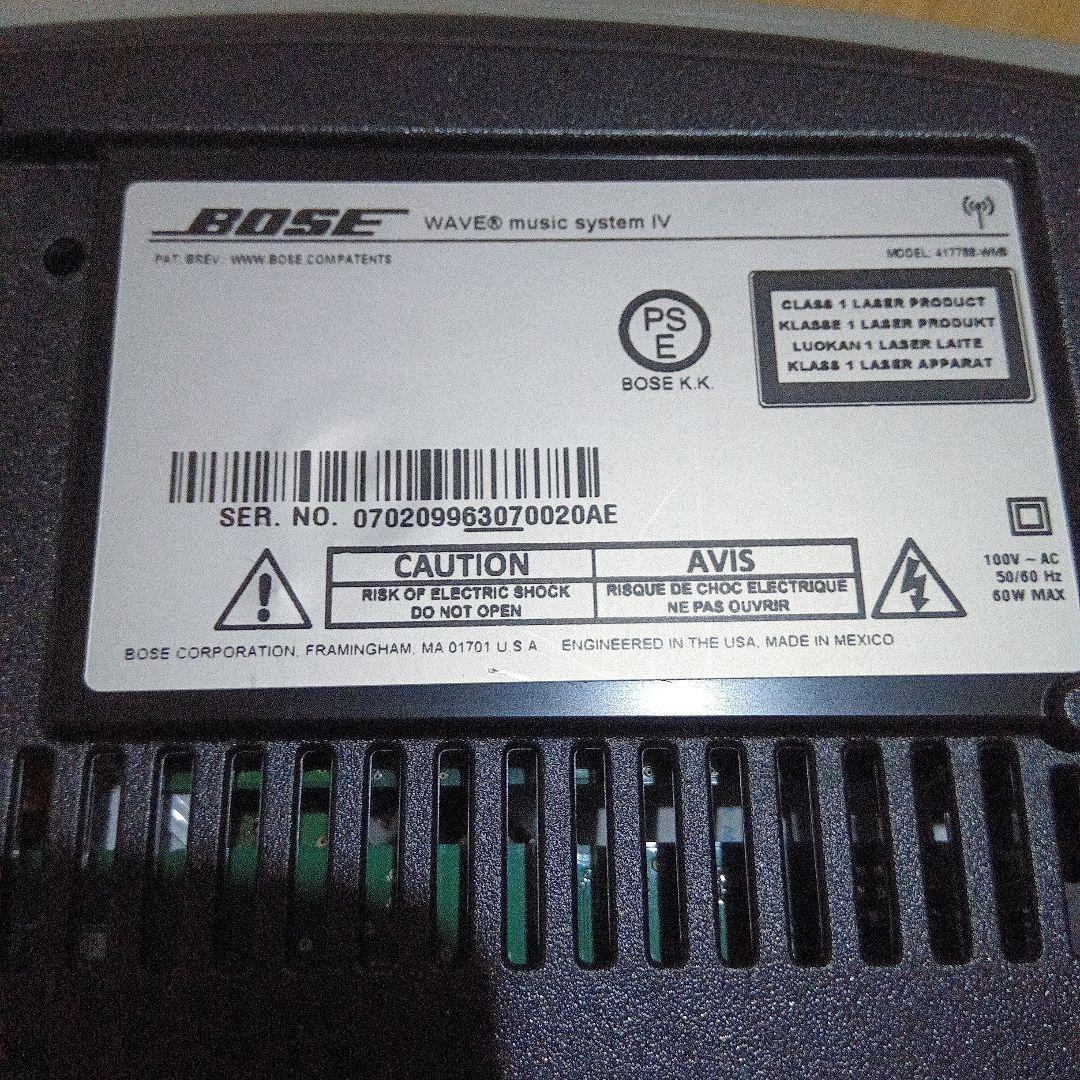 BOSE WAVE® music system IV
PAT. BREV. WWW.BOSE.COM/PATENTS
MODEL: 417788-WMS
PS
E
BOSE K.K.
CLASS 1 LASER PRODUCT
KLASSE 1 LASER PRODUKT
LUOKAN 1 LASER LAITE
KLASS 1 LASER APPARAT
SER. NO. 070209963070020AE
CAUTION
RISK OF ELECTRIC SHOCK
DO NOT OPEN
AVIS
RISQUE DE CHOC ELECTRIQUE
NE PAS OUVRIR
100V ~ AC
50/60 Hz
60W MAX
BOSE CORPORATION, FRAMINGHAM, MA 01701 U.S.A. ENGINEERED IN THE USA, MADE IN MEXICO